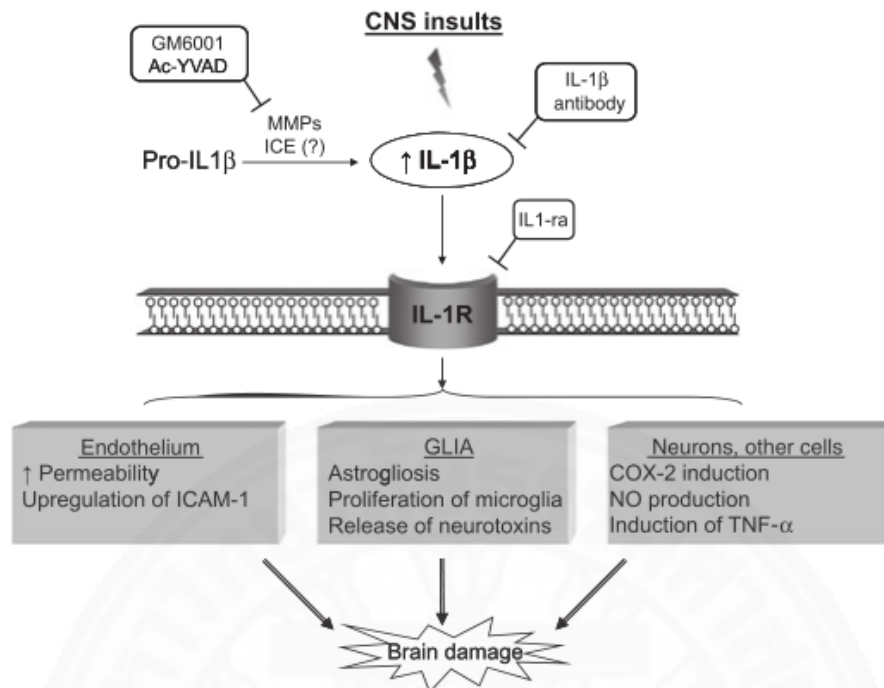 CNS insults
GM6001
Ac-YVAD
IL-1β
antibody
MMPs
ICE (?)
Pro-IL1β
↑ IL-1β
IL1-ra
IL-1R
Endothelium
↑ Permeability
Upregulation of ICAM-1
GLIA
Astrogliosis
Proliferation of microglia
Release of neurotoxins
Neurons, other cells
COX-2 induction
NO production
Induction of TNF-α
Brain damage